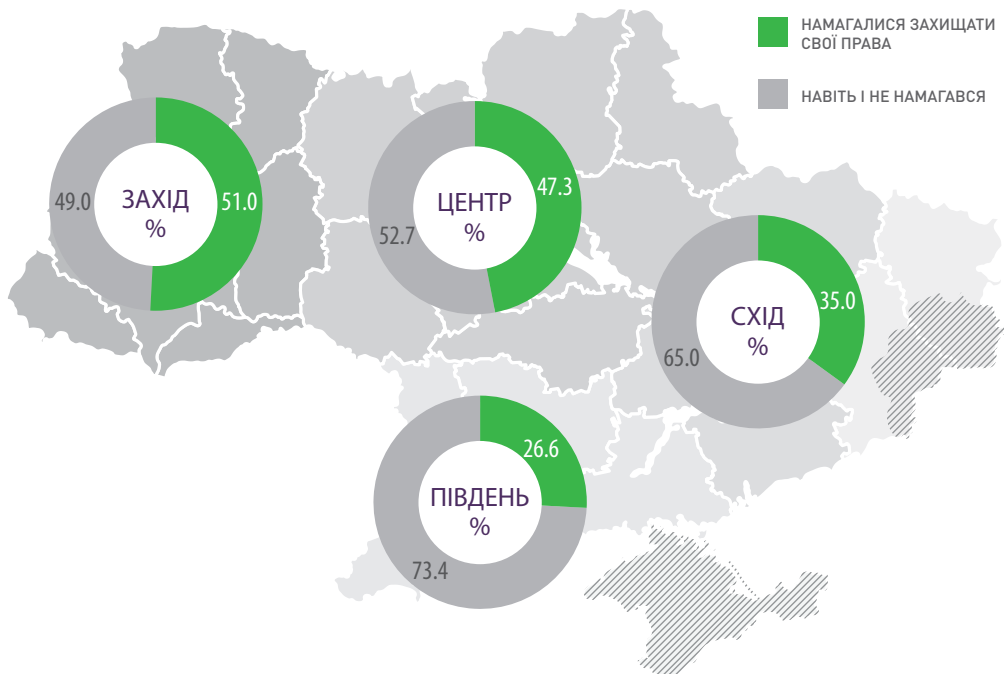 НАМАГАЛИСЯ ЗАХИЩАТИ
СВОЇ ПРАВА
НАВІТЬ І НЕ НАМАГАВСЯ
49.0
ЗАХІД
%
51.0
52.7
ЦЕНТР
%
47.3
65.0
СХІД
%
35.0
26.6
ПІВДЕНЬ
%
73.4